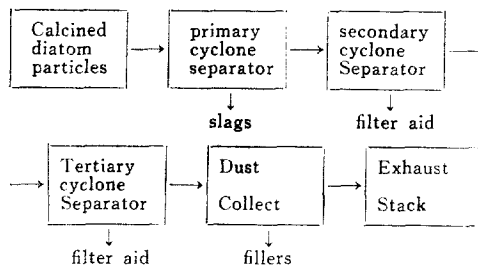 Calcined
diatom
particles
primary
cyclone
separator
secondary
cyclone
Separator
slags
filter aid
Tertiary
cyclone
Separator
Dust
Collect
Exhaust
Stack
filter aid
fillers